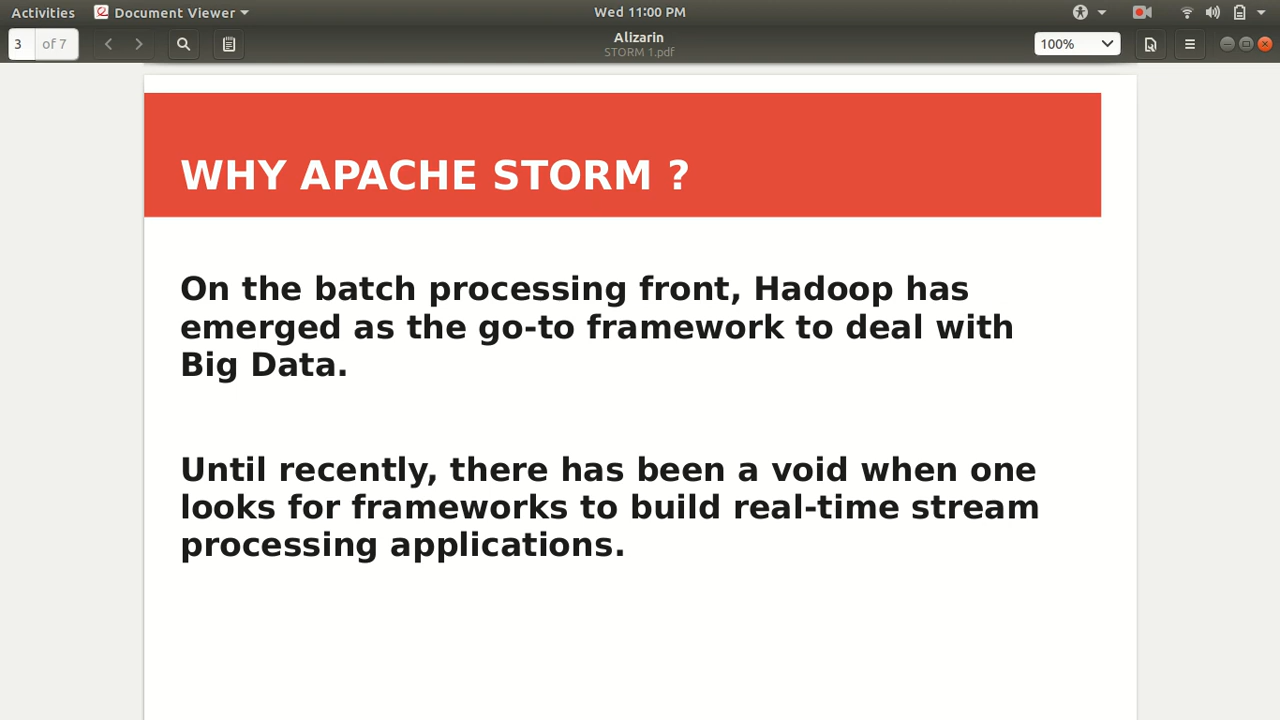 Activities
Document Viewer
Wed 11:00 PM
3
of 7
Alizarin
STORM 1.pdf
100%
WHY APACHE STORM ?
On the batch processing front, Hadoop has
emerged as the go-to framework to deal with
Big Data.
Until recently, there has been a void when one
looks for frameworks to build real-time stream
processing applications.